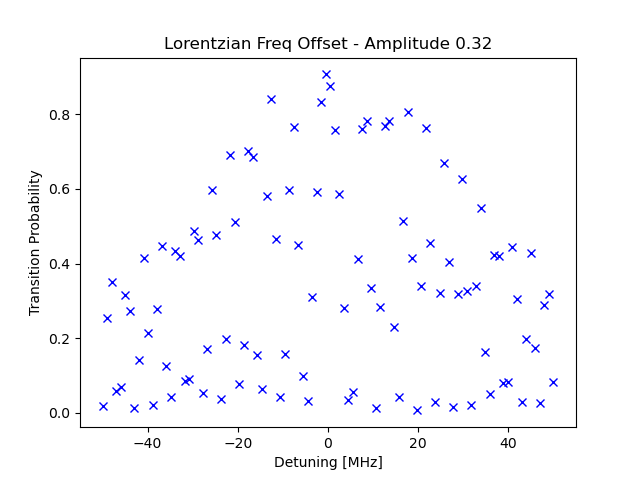 Lorentzian Freq Offset - Amplitude 0.32
Transition Probability
0.8
0.6
0.4
0.2
0.0
−40 −20 0 20 40
Detuning [MHz]